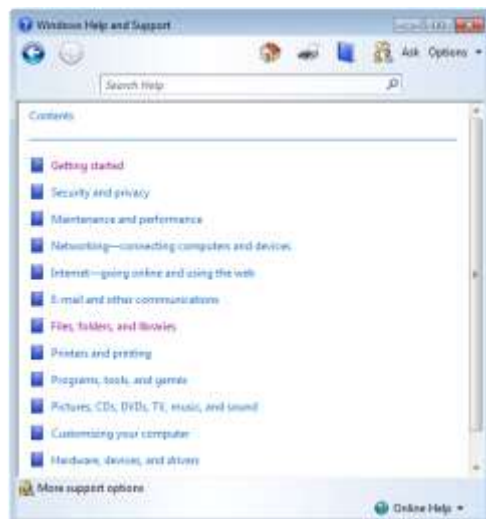 Windows Help and Support
Ask Options
Search Help
Contents
Getting started
Security and privacy
Maintenance and performance
Networking—connecting computers and devices
Internet—going online and using the web
E-mail and other communications
Files, folders, and libraries
Printers and printing
Programs, tools, and games
Pictures, CDs, DVDs, TV, music, and sound
Customizing your computer
Hardware, devices, and drivers
More support options
Online Help